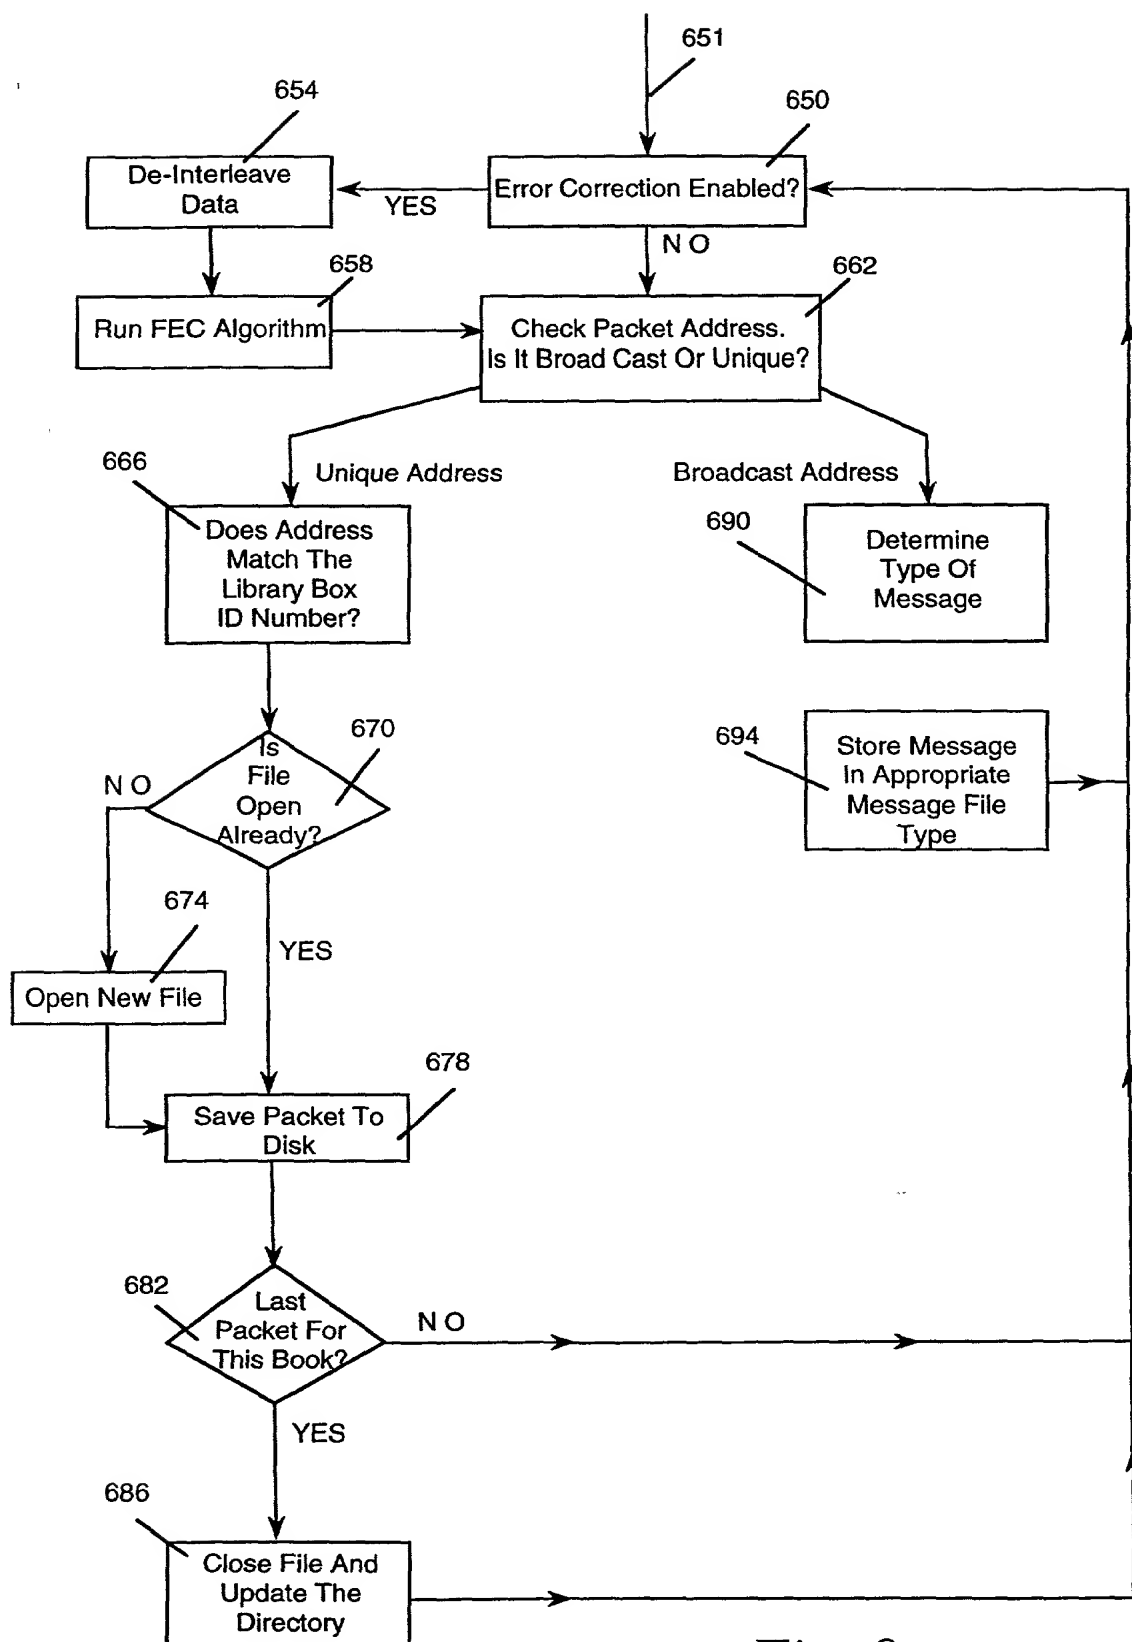 651
654
650
De-Interleave
Data
Error Correction Enabled?
YES
N O
658
662
Run FEC Algorithm
Check Packet Address.
Is It Broad Cast Or Unique?
666
Unique Address
Broadcast Address
690
Does Address
Match The
Library Box
ID Number?
Determine
Type Of
Message
670
694
Is
File
Open
Already?
N O
Store Message
In Appropriate
Message File
Type
674
YES
Open New File
678
Save Packet To
Disk
682
Last
Packet For
This Book?
N O
YES
686
Close File And
Update The
Directory